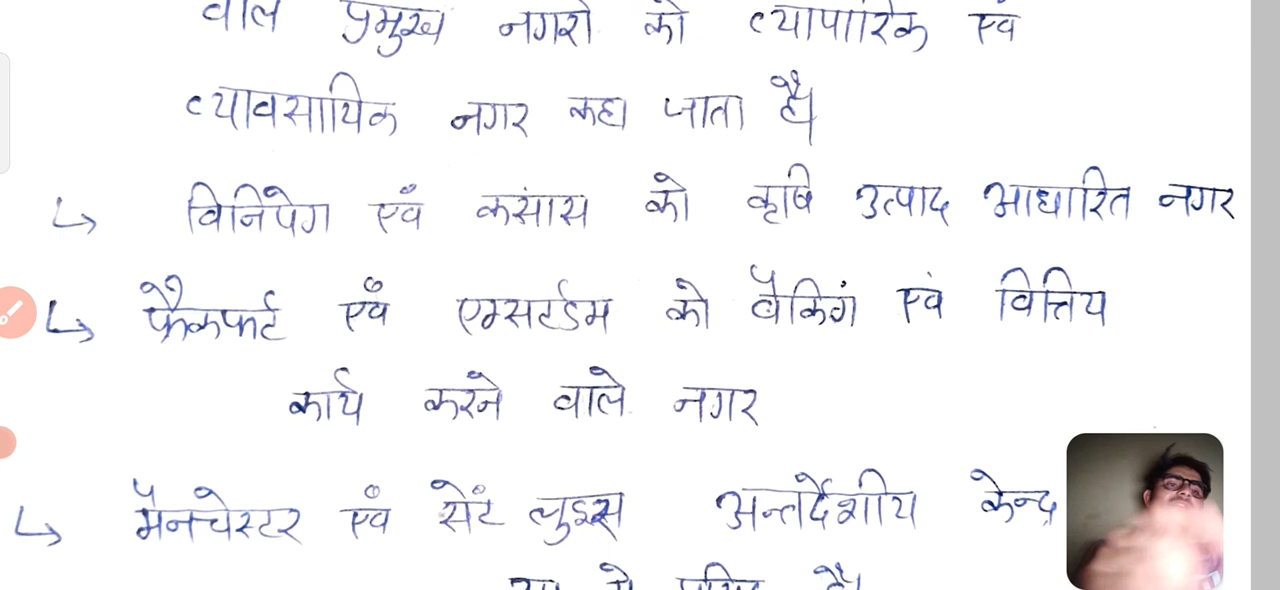 वाले प्रमुख नगरो को व्यापारिक एवं
व्यावसायिक नगर कहा जाता है।
↳ विनिपेग एवं कसांस को कृषि उत्पाद आधारित नगर
↳ फ्रैकफर्ट एवं एम्सटर्डम को बैकिगं एवं वित्तिय
कार्य करने वाले नगर
↳ मैनचेस्टर एवं सेटं लुइस अन्तर्देशीय केन्द्र
है।